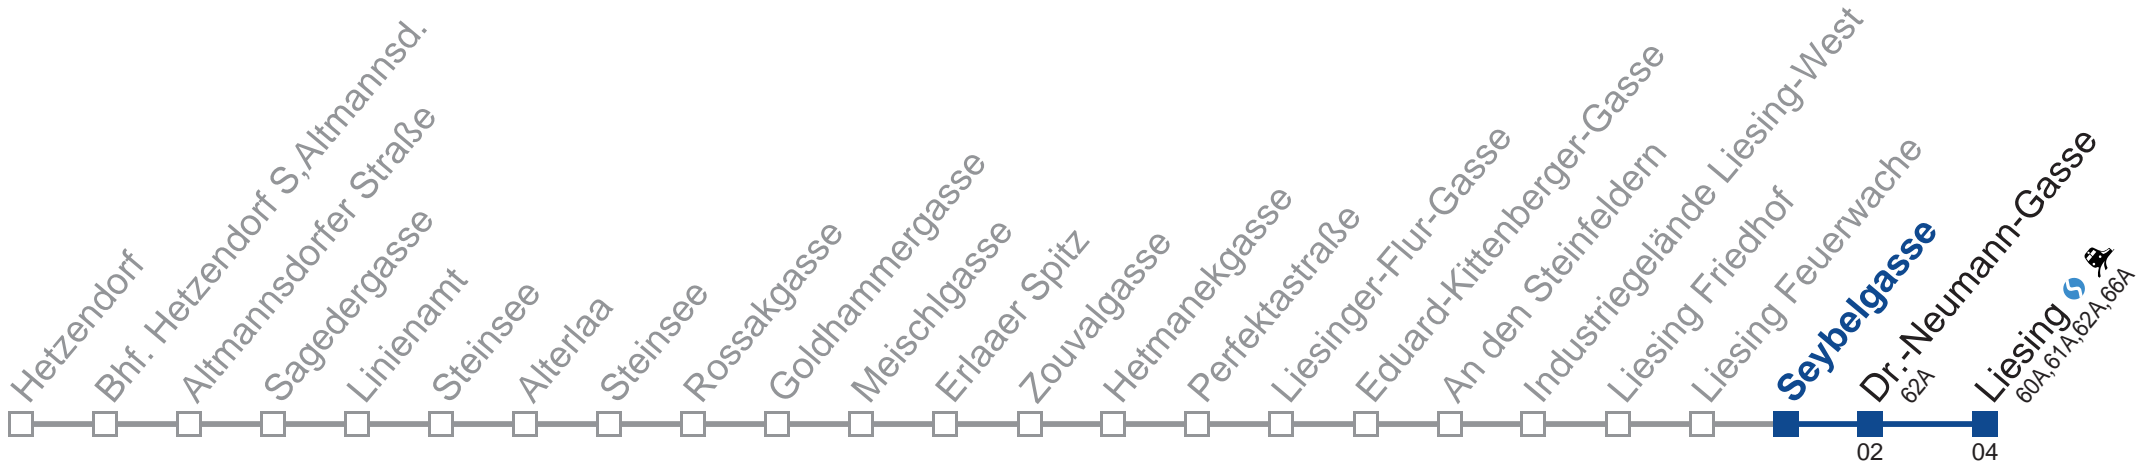 Hetzendorf
Bhf. Hetzendorf S,Altmannsd.
Altmannsdorfer Straße
Sagedergasse
Linienamt
Steinsee
Alterlaa
Steinsee
Rossakgasse
Goldhammergasse
Meischlgasse
Erlaaer Spitz
Zouvalgasse
Hetmanekgasse
Perfektastraße
Liesinger-Flur-Gasse
Eduard-Kittenberger-Gasse
An den Steinfeldern
Industriegelände Liesing-West
Liesing Friedhof
Liesing Feuerwache
Seybelgasse
Dr.-Neumann-Gasse
62A
Liesing
60A,61A,62A,66A
02
04